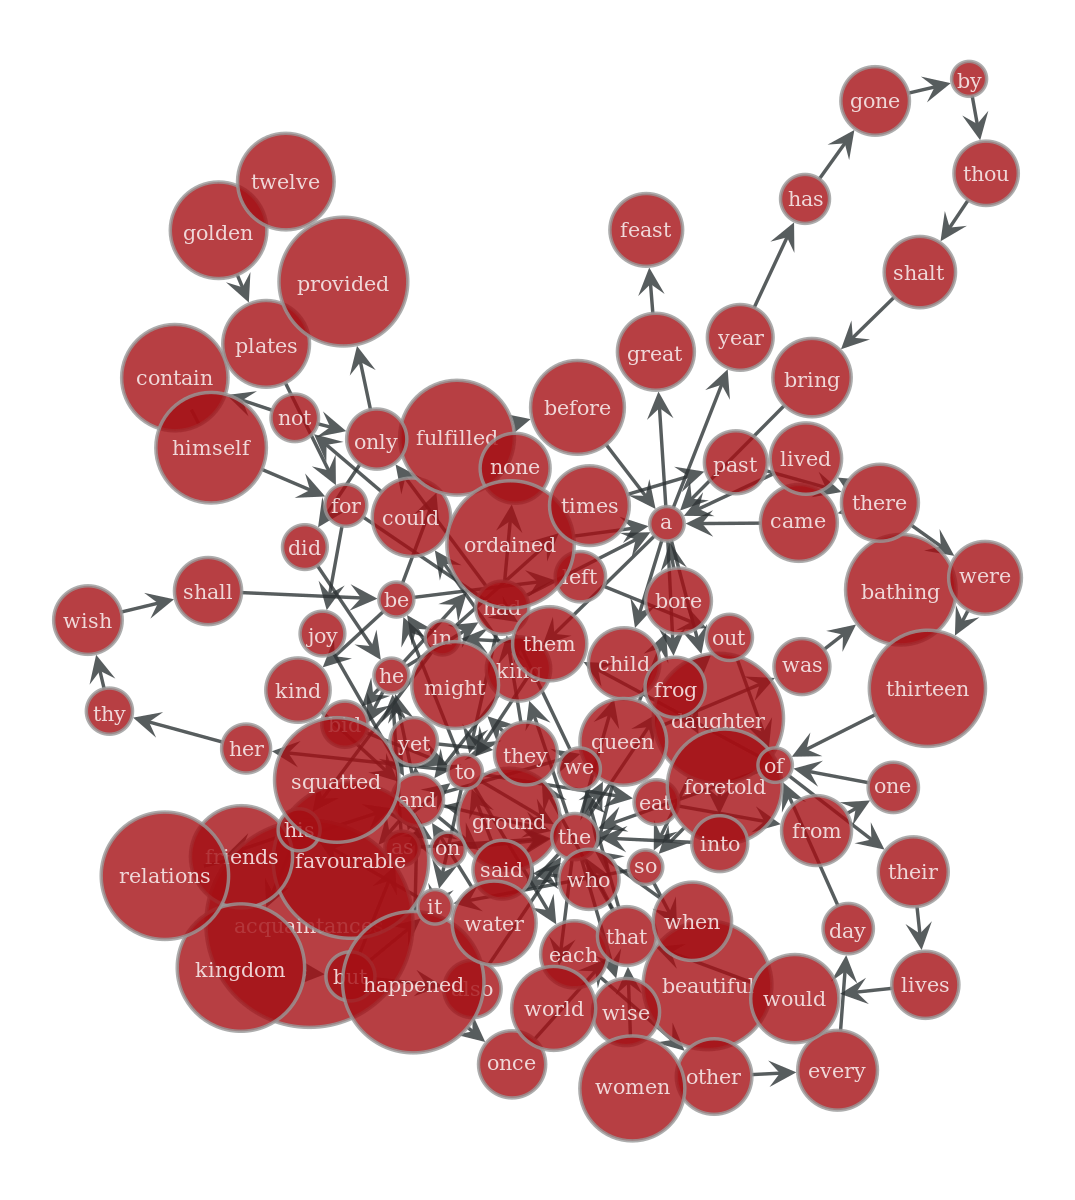 by
gone
thou
twelve
has
golden
feast
shalt
provided
year
plates
great
contain
bring
before
not
only
fulfilled
himself
none
past
lived
there
for
could
times
a
came
did
ordained
left
were
shall
bathing
be
had
bore
wish
joy
in
them
out
he
king
child
was
kind
might
frog
thirteen
thy
bid
daughter
her
yet
they
queen
we
to
of
squatted
foretold
one
and
eat
his
ground
the
from
as
on
into
friends
favourable
said
so
who
relations
their
it
acquaintance
water
when
that
day
kingdom
but
each
happened
also
beautiful
would
lives
world
wise
once
other
every
women